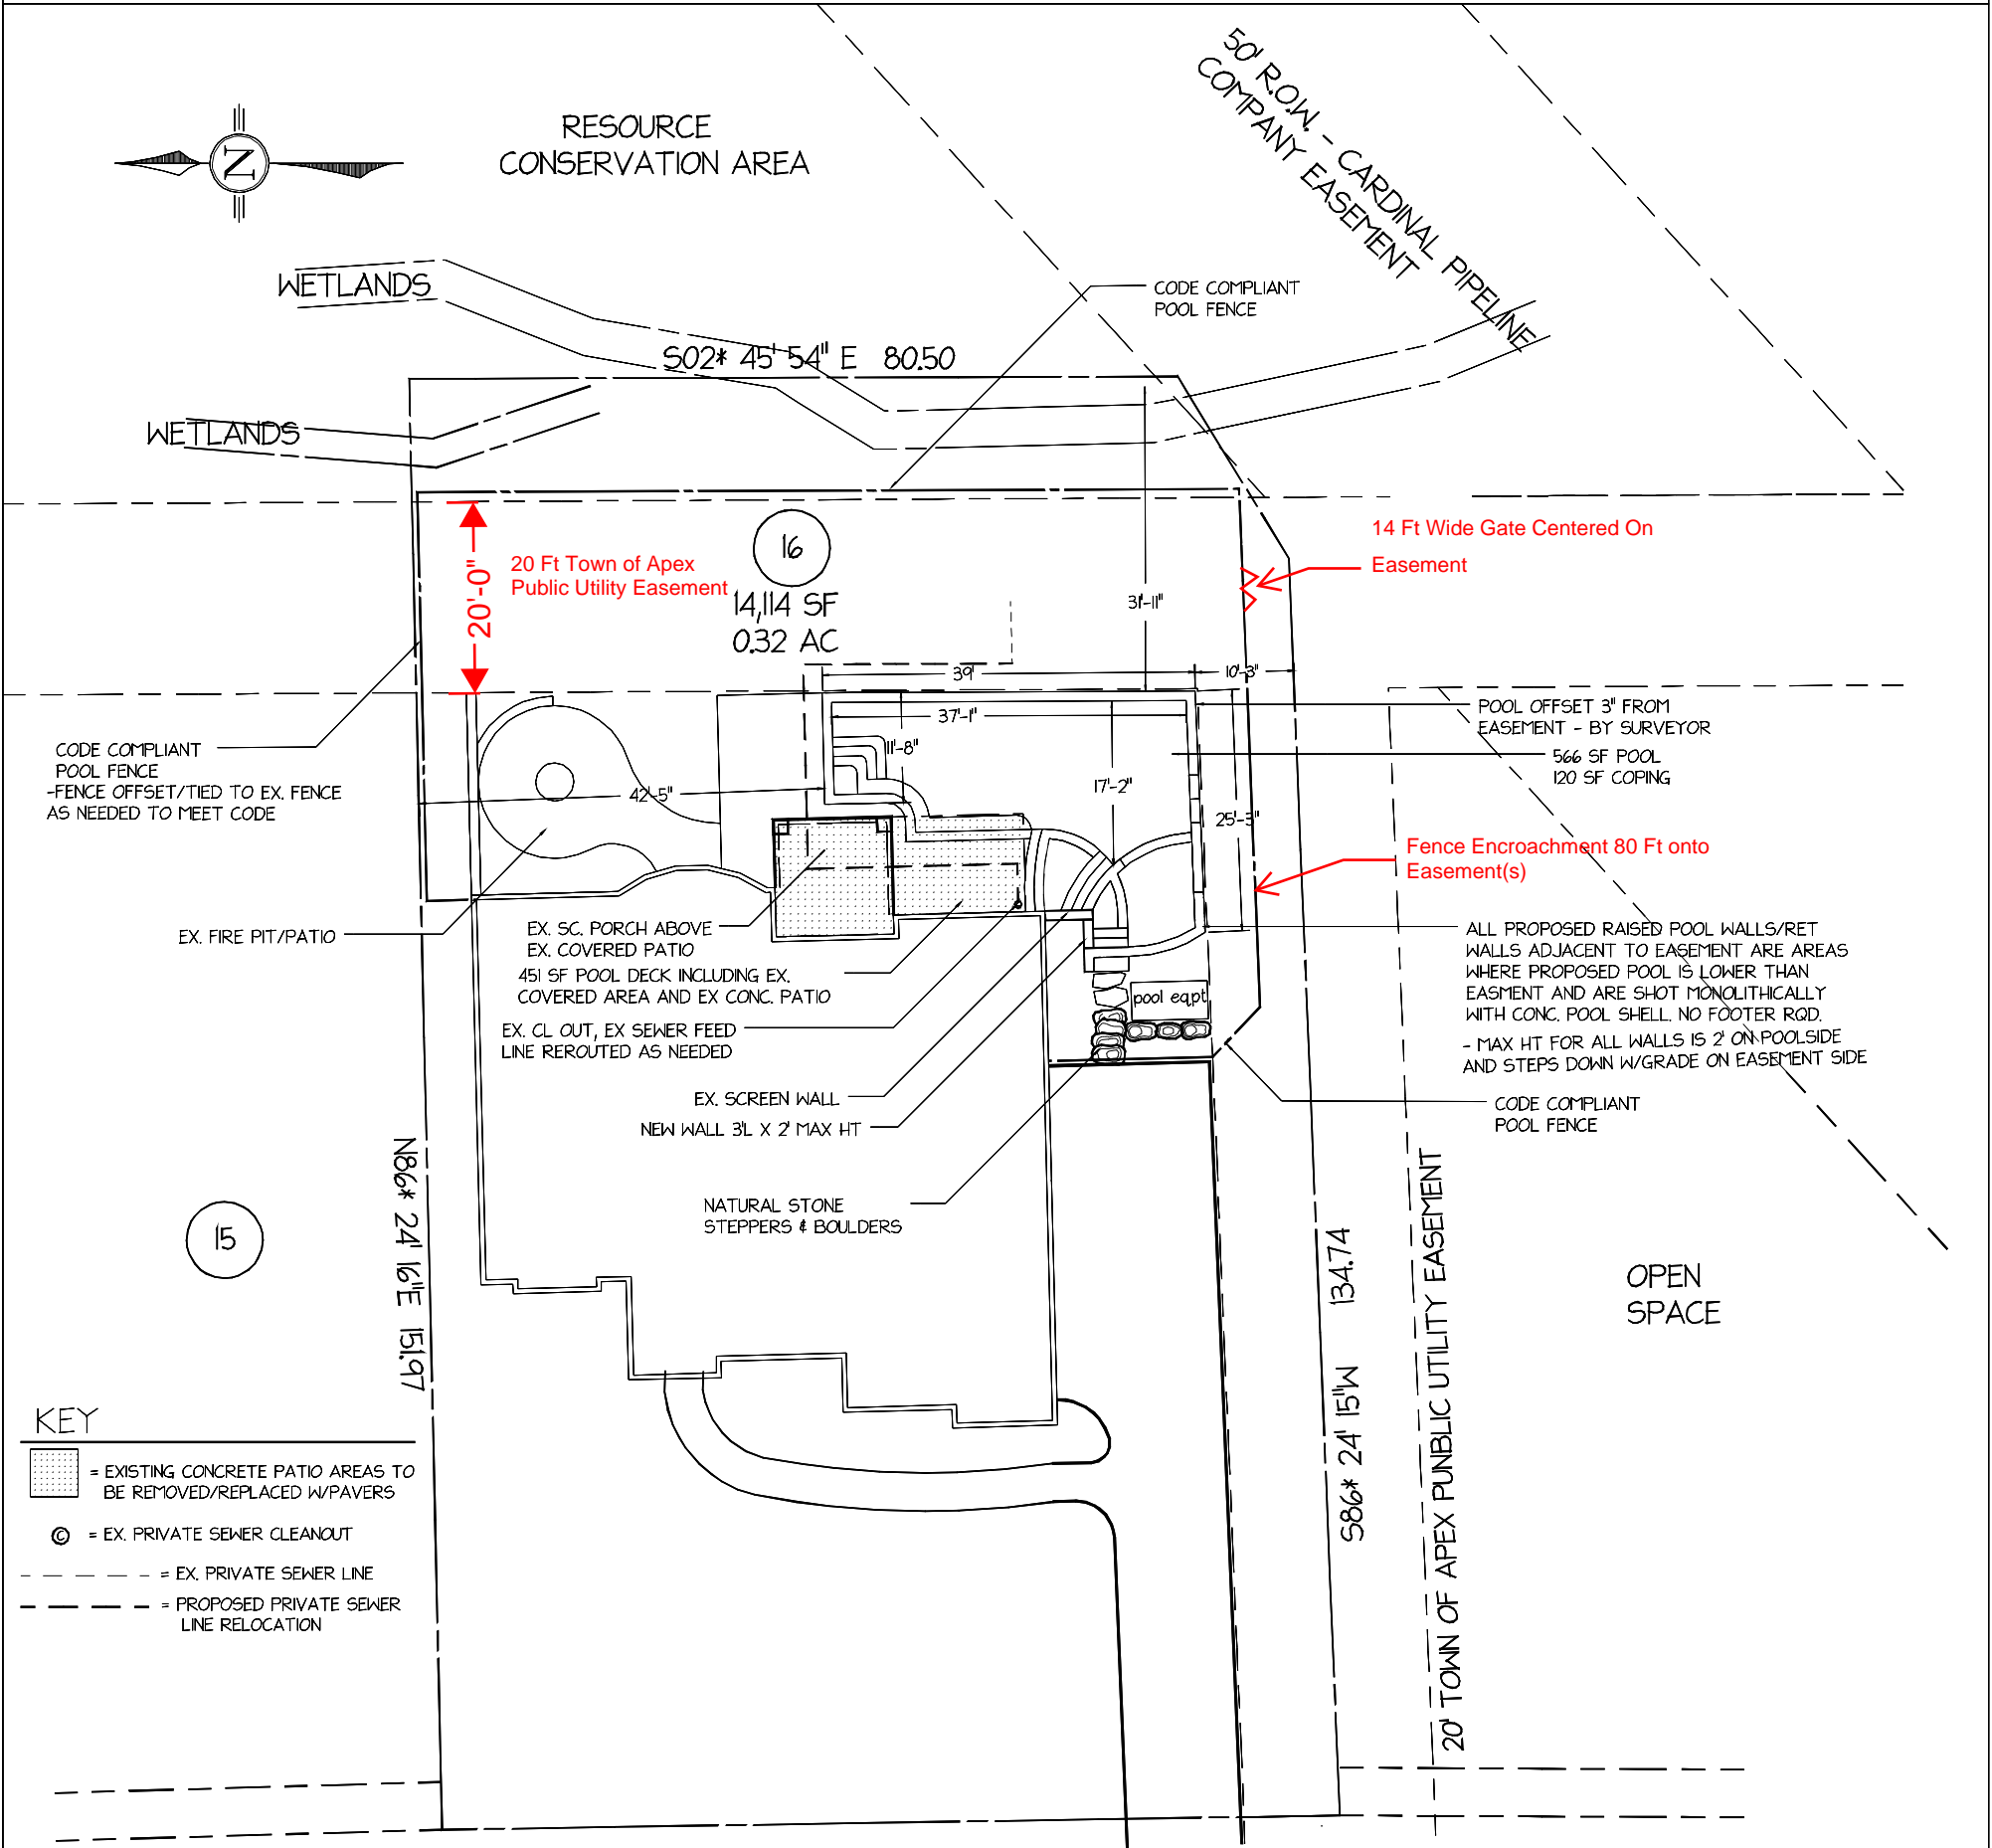 50' R.O.W. - CARDINAL PIPELINE
COMPANY EASEMENT
RESOURCE
CONSERVATION AREA
N
WETLANDS
CODE COMPLIANT
POOL FENCE
S02* 45' 54" E 80.50
WETLANDS
14 Ft Wide Gate Centered On
Easement
16
20 Ft Town of Apex
Public Utility Easement
20'-0"
14,114 SF
0.32 AC
31'-11"
39'
10'-3"
37'-1"
11'-8"
17'-2"
25'-3"
42'-5"
POOL OFFSET 3" FROM
EASEMENT - BY SURVEYOR
566 SF POOL
120 SF COPING
CODE COMPLIANT
POOL FENCE
-FENCE OFFSET/TIED TO EX. FENCE
AS NEEDED TO MEET CODE
Fence Encroachment 80 Ft onto
Easement(s)
EX. FIRE PIT/PATIO
EX. SC. PORCH ABOVE
EX. COVERED PATIO
451 SF POOL DECK INCLUDING EX.
COVERED AREA AND EX CONC. PATIO
EX. CL OUT, EX SEWER FEED
LINE REROUTED AS NEEDED
pool eqpt
ALL PROPOSED RAISED POOL WALLS/RET
WALLS ADJACENT TO EASEMENT ARE AREAS
WHERE PROPOSED POOL IS LOWER THAN
EASMENT AND ARE SHOT MONOLITHICALLY
WITH CONC. POOL SHELL. NO FOOTER RQD.
- MAX HT FOR ALL WALLS IS 2' ON POOLSIDE
AND STEPS DOWN W/GRADE ON EASEMENT SIDE
EX. SCREEN WALL
NEW WALL 3'L X 2' MAX HT
CODE COMPLIANT
POOL FENCE
NATURAL STONE
STEPPERS & BOULDERS
N86* 24' 16"E 151.97
15
S86* 24' 15"W 134.74
20' TOWN OF APEX PUNBLIC UTILITY EASEMENT
OPEN
SPACE
KEY
= EXISTING CONCRETE PATIO AREAS TO
BE REMOVED/REPLACED W/PAVERS
C = EX. PRIVATE SEWER CLEANOUT
= EX. PRIVATE SEWER LINE
= PROPOSED PRIVATE SEWER
LINE RELOCATION